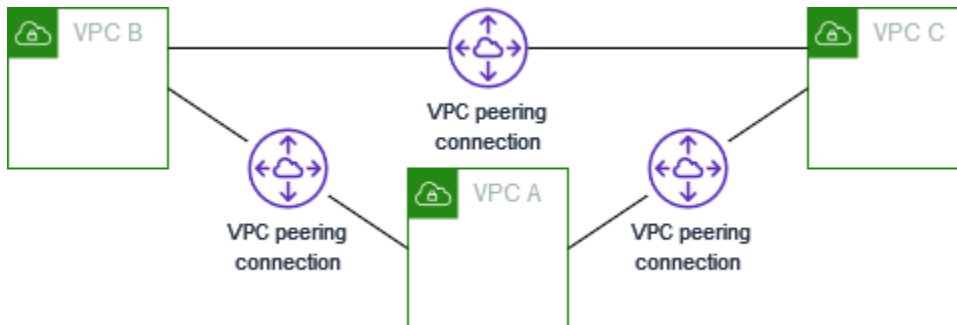 VPC B
VPC C
VPC peering
connection
VPC A
VPC peering
connection
VPC peering
connection